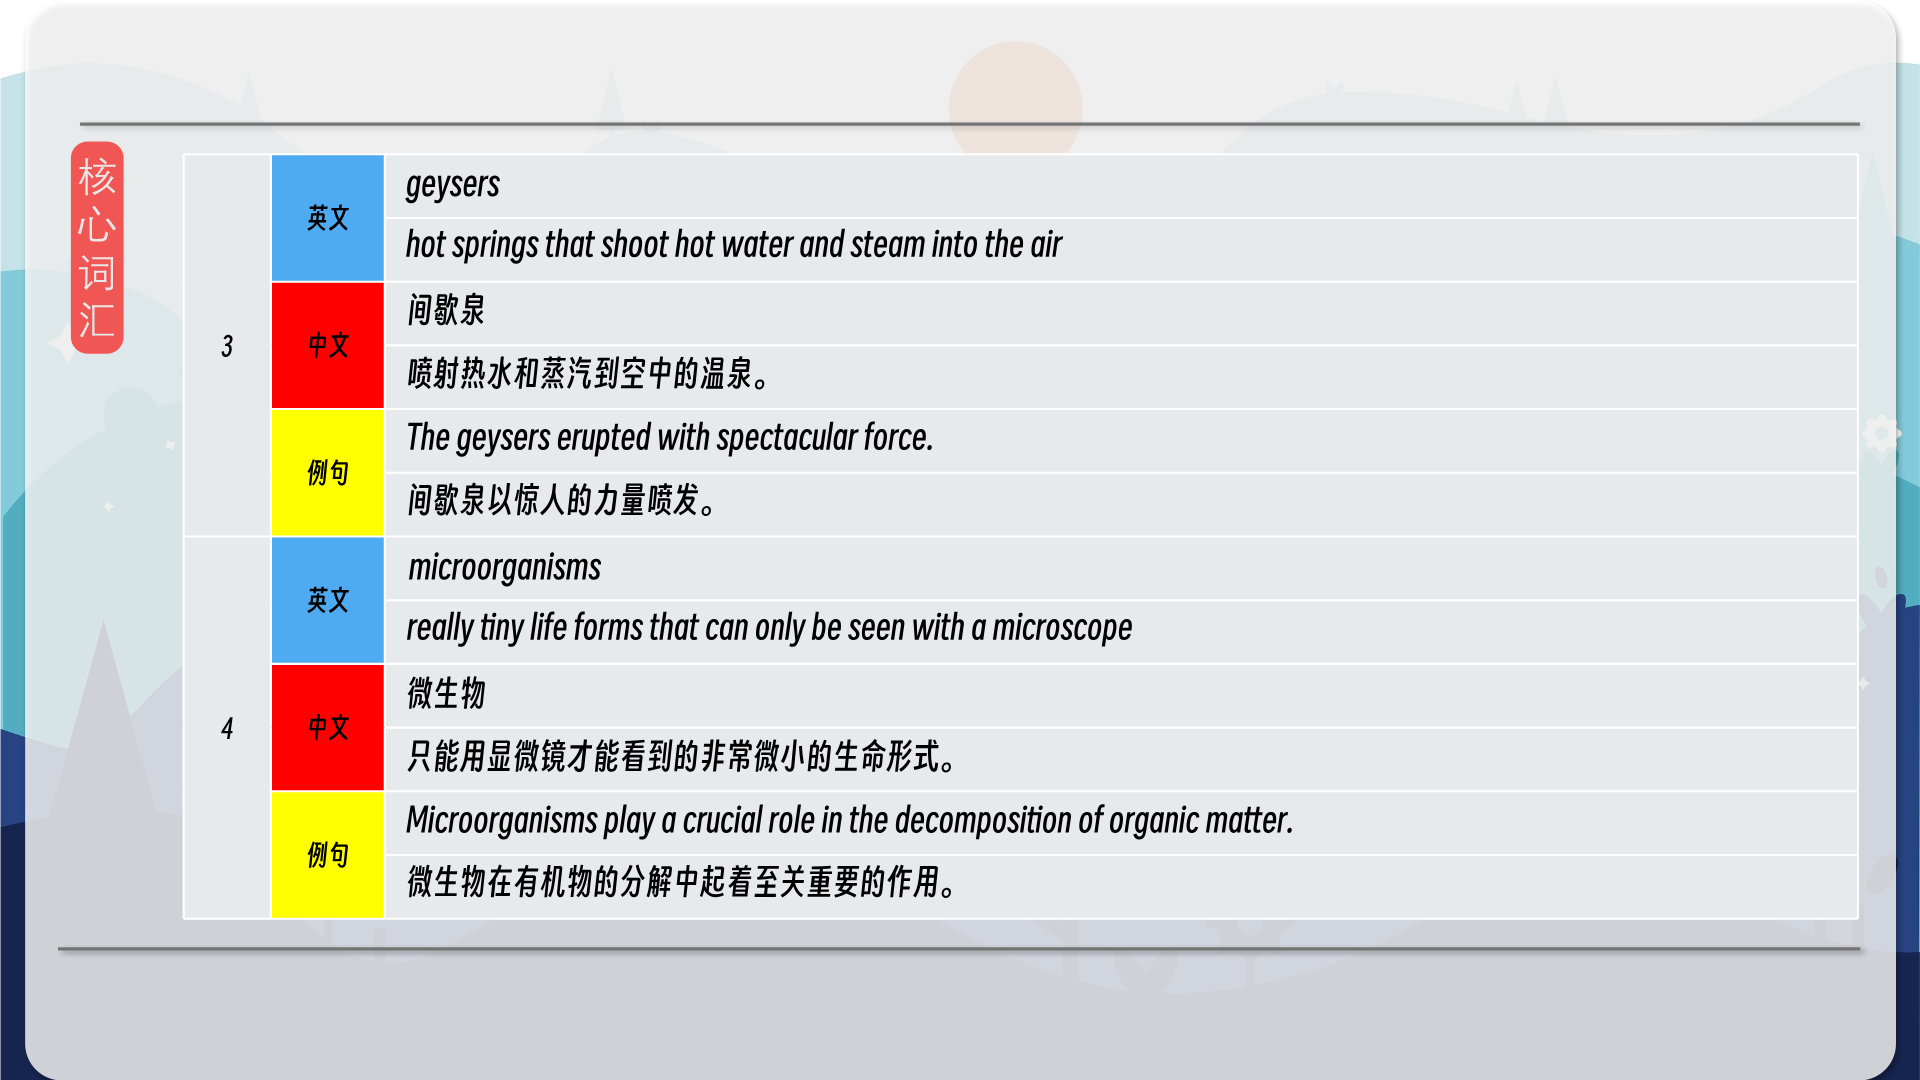 核
心
词
汇
3
英文
geysers
hot springs that shoot hot water and steam into the air
中文
间歇泉
喷射热水和蒸汽到空中的温泉。
例句
The geysers erupted with spectacular force.
间歇泉以惊人的力量喷发。
4
英文
microorganisms
really tiny life forms that can only be seen with a microscope
中文
微生物
只能用显微镜才能看到的非常微小的生命形式。
例句
Microorganisms play a crucial role in the decomposition of organic matter.
微生物在有机物的分解中起着至关重要的作用。